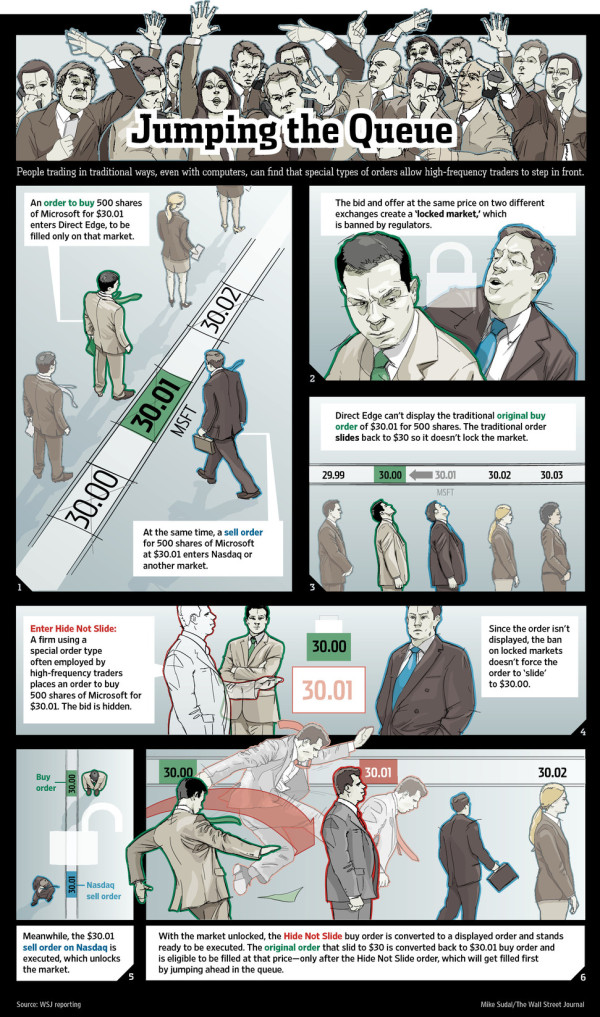 Jumping the Queue
People trading in traditional ways, even with computers, can find that special types of orders allow high-frequency traders to step in front.
An order to buy 500 shares
of Microsoft for $30.01
enters Direct Edge, to be
filled only on that market.
30.02
30.01
MSFT
30.00
At the same time, a sell order
for 500 shares of Microsoft
at $30.01 enters Nasdaq or
another market.
1
The bid and offer at the same price on two different
exchanges create a ‘locked market,’ which
is banned by regulators.
2
Direct Edge can’t display the traditional original buy
order of $30.01 for 500 shares. The traditional order
slides back to $30 so it doesn’t lock the market.
29.99 30.00 30.01 30.02 30.03
MSFT
3
Enter Hide Not Slide:
A firm using a
special order type
often employed by
high-frequency traders
places an order to buy
500 shares of Microsoft for
$30.01. The bid is hidden.
30.00
30.01
Since the order isn’t
displayed, the ban
on locked markets
doesn’t force the
order to ‘slide’
to $30.00.
4
Buy
order
30.00
30.01
Nasdaq
sell order
Meanwhile, the $30.01
sell order on Nasdaq is
executed, which unlocks
the market.
5
30.00 30.01 30.02
With the market unlocked, the Hide Not Slide buy order is converted to a displayed order and stands
ready to be executed. The original order that slid to $30 is converted back to $30.01 buy order and
is eligible to be filled at that price—only after the Hide Not Slide order, which will get filled first
by jumping ahead in the queue.
6
Source: WSJ reporting
Mike Sudal/The Wall Street Journal